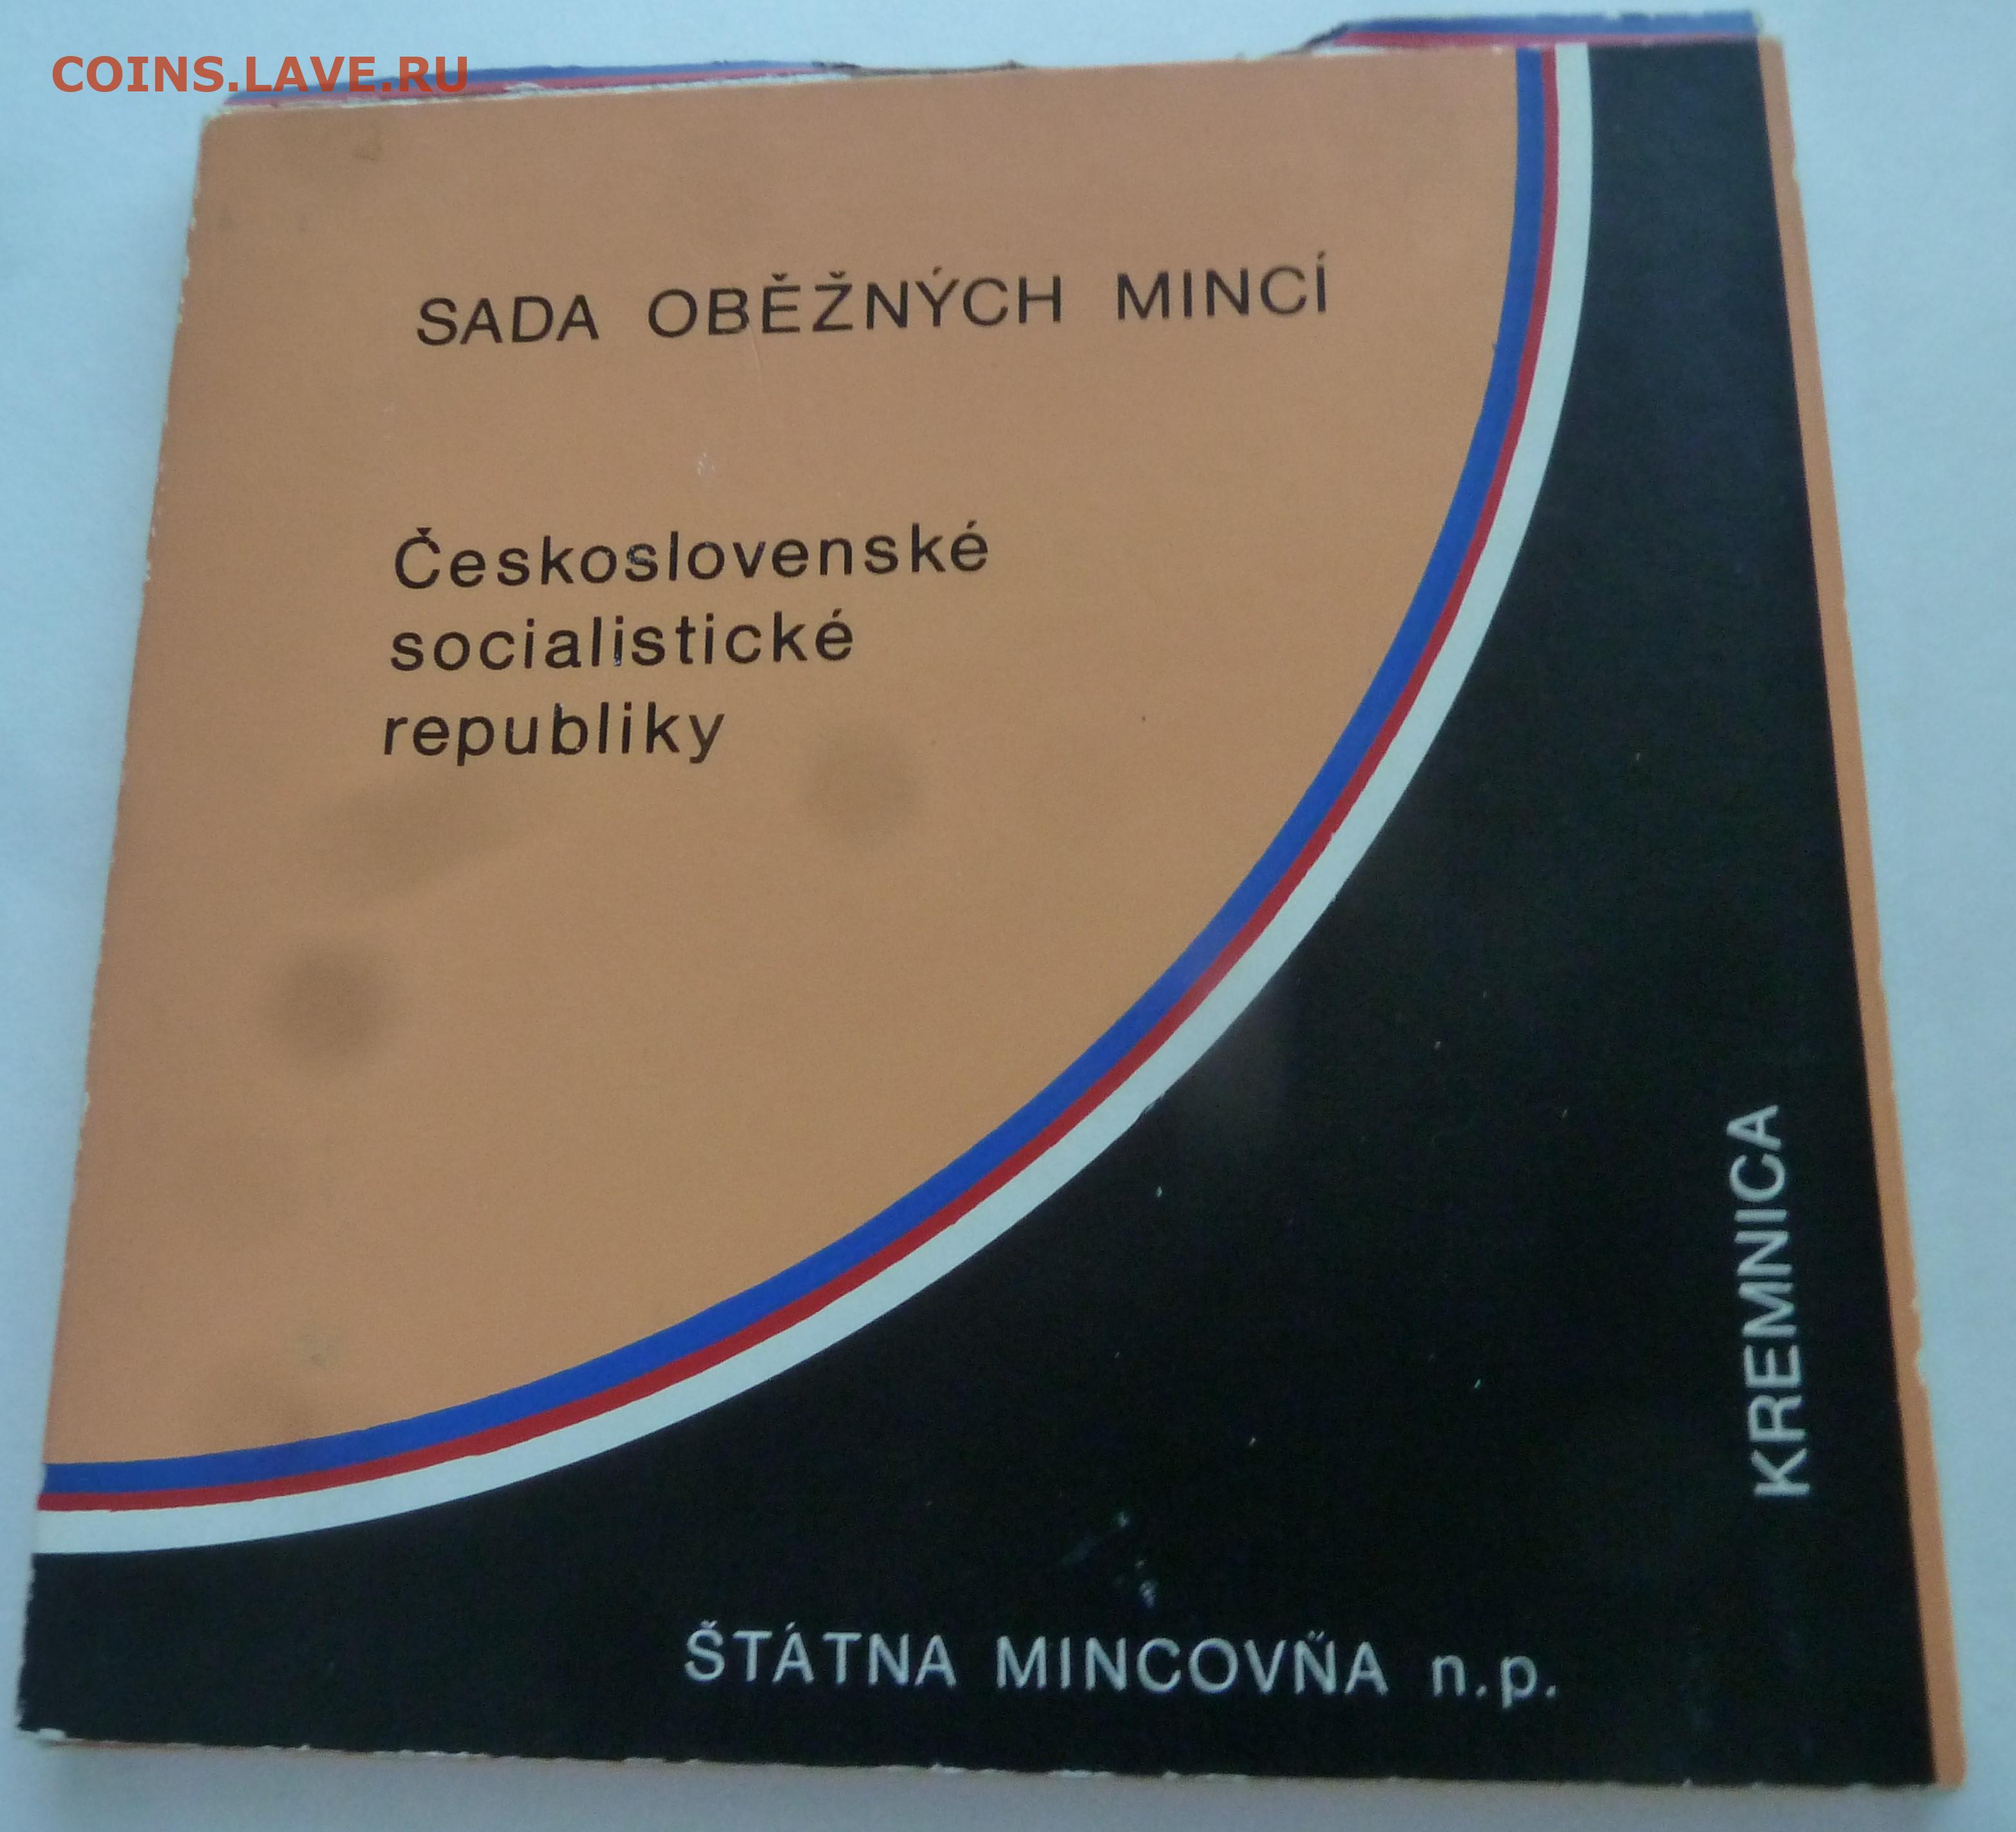 COINS.LAVE.RU
SADA OBĚŽNÝCH MINCÍ
Československé
socialistické
republiky
KREMNICA
ŠTÁTNA MINCOVŇA n.p.